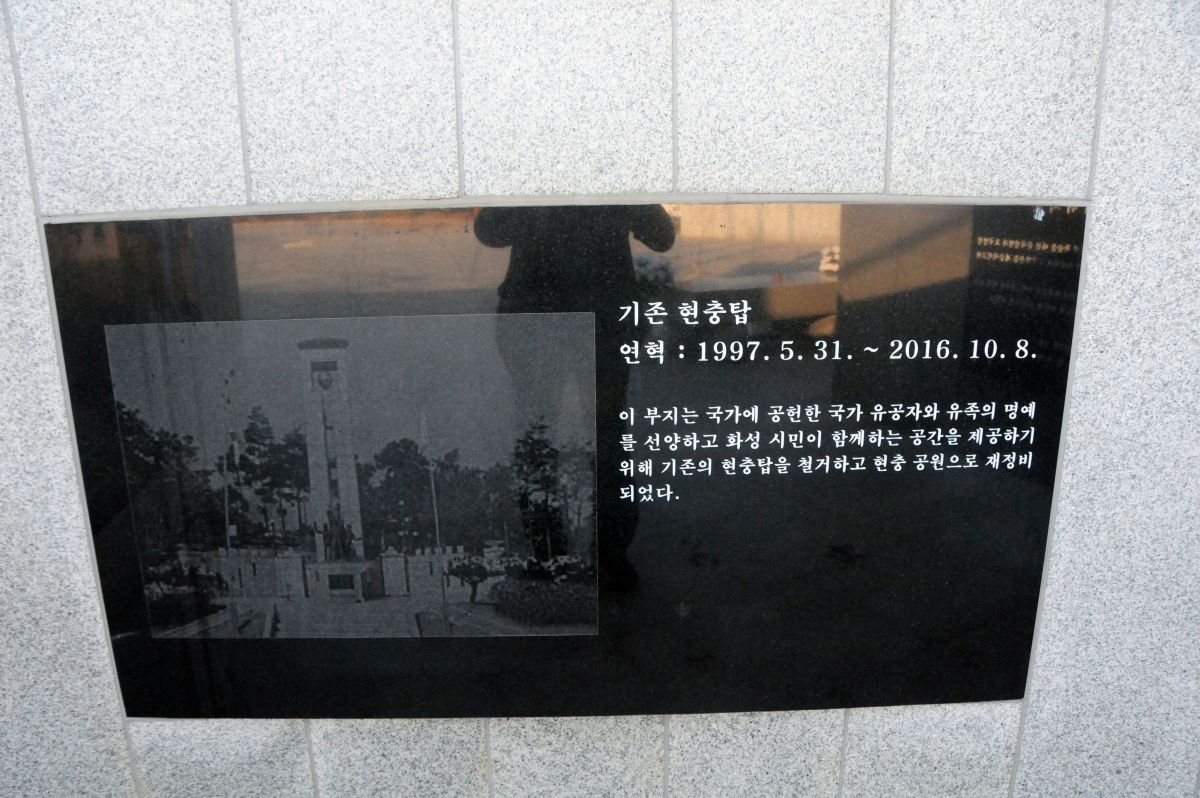 기존 현충탑
연혁 : 1997. 5. 31. ~ 2016. 10. 8.
이 부지는 국가에 공헌한 국가 유공자와 유족의 명예
를 선양하고 화성 시민이 함께하는 공간을 제공하기
위해 기존의 현충탑을 철거하고 현충 공원으로 재정비
되었다.